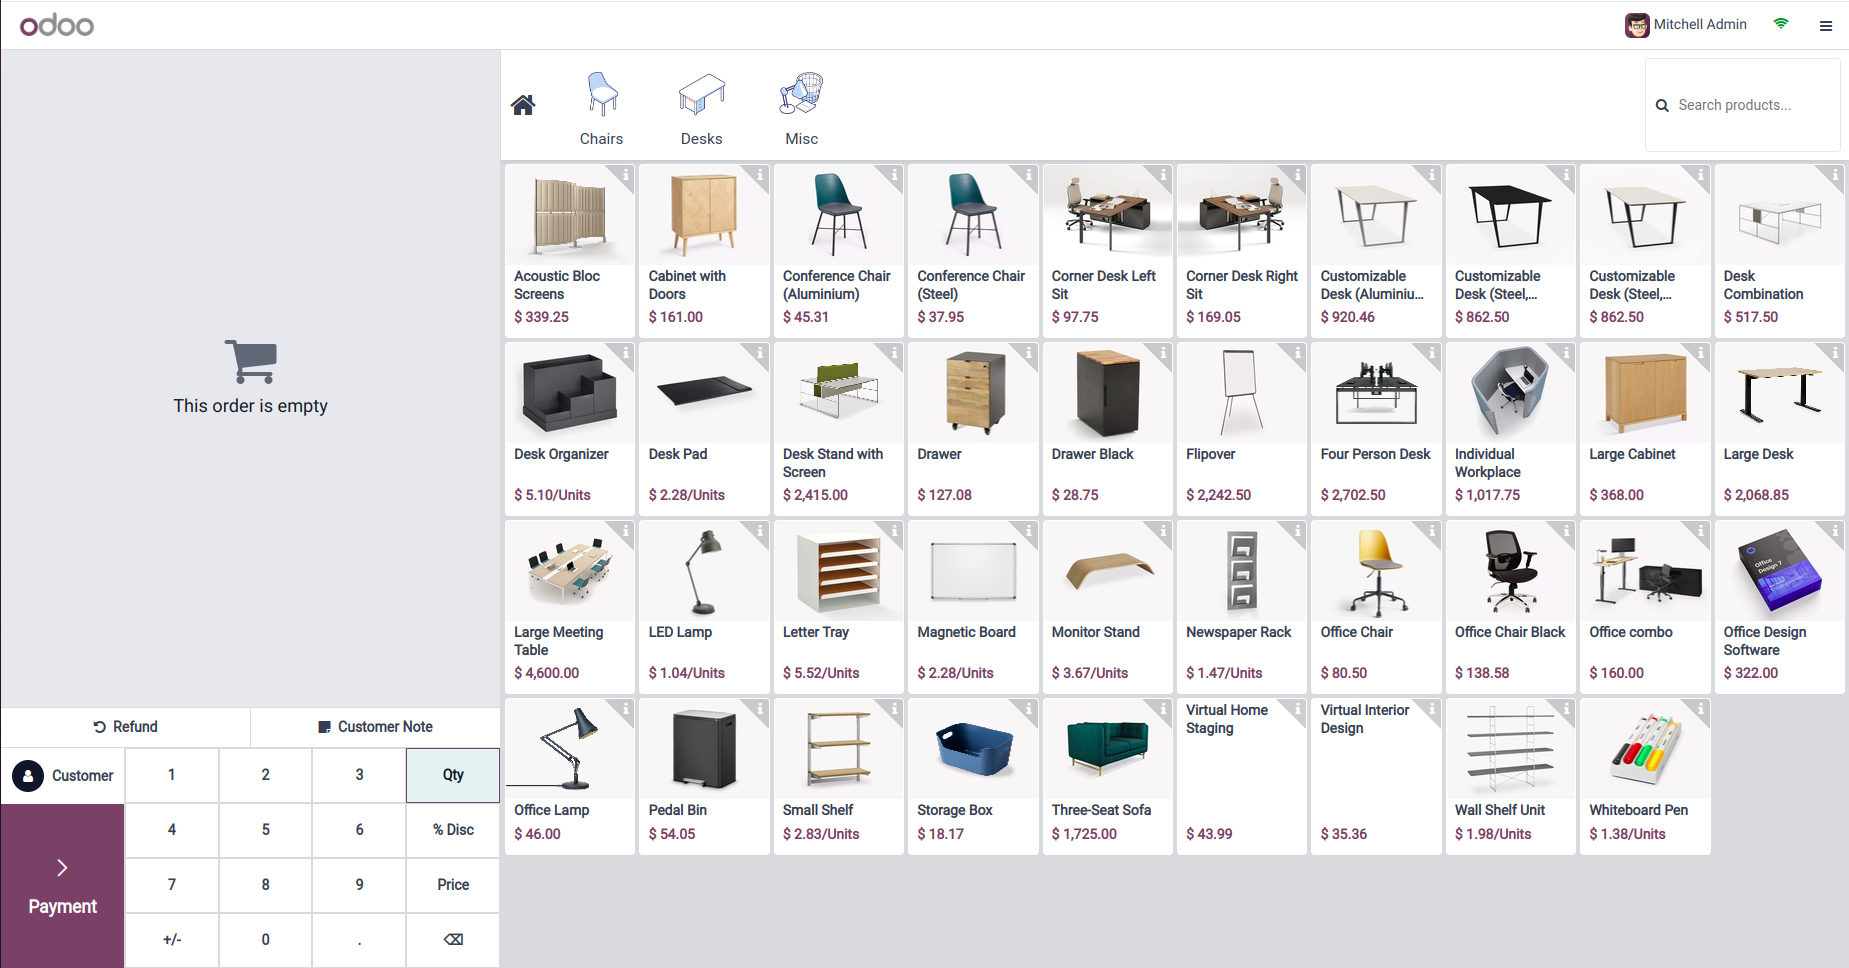 odoo
Mitchell Admin
Chairs
Desks
Misc
Search products...
This order is empty
Acoustic Bloc
Screens
$ 339.25
Cabinet with
Doors
$ 161.00
Conference Chair
(Aluminium)
$ 45.31
Conference Chair
(Steel)
$ 37.95
Corner Desk Left
Sit
$ 97.75
Corner Desk Right
Sit
$ 169.05
Customizable
Desk (Aluminiu...
$ 920.46
Customizable
Desk (Steel,...
$ 862.50
Customizable
Desk (Steel,...
$ 862.50
Desk
Combination
$ 517.50
Desk Organizer
$ 5.10/Units
Desk Pad
$ 2.28/Units
Desk Stand with
Screen
$ 2,415.00
Drawer
$ 127.08
Drawer Black
$ 28.75
Flipover
$ 2,242.50
Four Person Desk
$ 2,702.50
Individual
Workplace
$ 1,017.75
Large Cabinet
$ 368.00
Large Desk
$ 2,068.85
Large Meeting
Table
$ 4,600.00
LED Lamp
$ 1.04/Units
Letter Tray
$ 5.52/Units
Magnetic Board
$ 2.28/Units
Monitor Stand
$ 3.67/Units
Newspaper Rack
$ 1.47/Units
Office Chair
$ 80.50
Office Chair Black
$ 138.58
Office combo
$ 160.00
Office
Design 7
Office Design
Software
$ 322.00
Office Lamp
$ 46.00
Pedal Bin
$ 54.05
Small Shelf
$ 2.83/Units
Storage Box
$ 18.17
Three-Seat Sofa
$ 1,725.00
Virtual Home
Staging
$ 43.99
Virtual Interior
Design
$ 35.36
Wall Shelf Unit
$ 1.98/Units
Whiteboard Pen
$ 1.38/Units
Refund
Customer Note
Customer
1
2
3
Qty
4
5
6
% Disc
Payment
7
8
9
Price
+/-
0
.
⌫